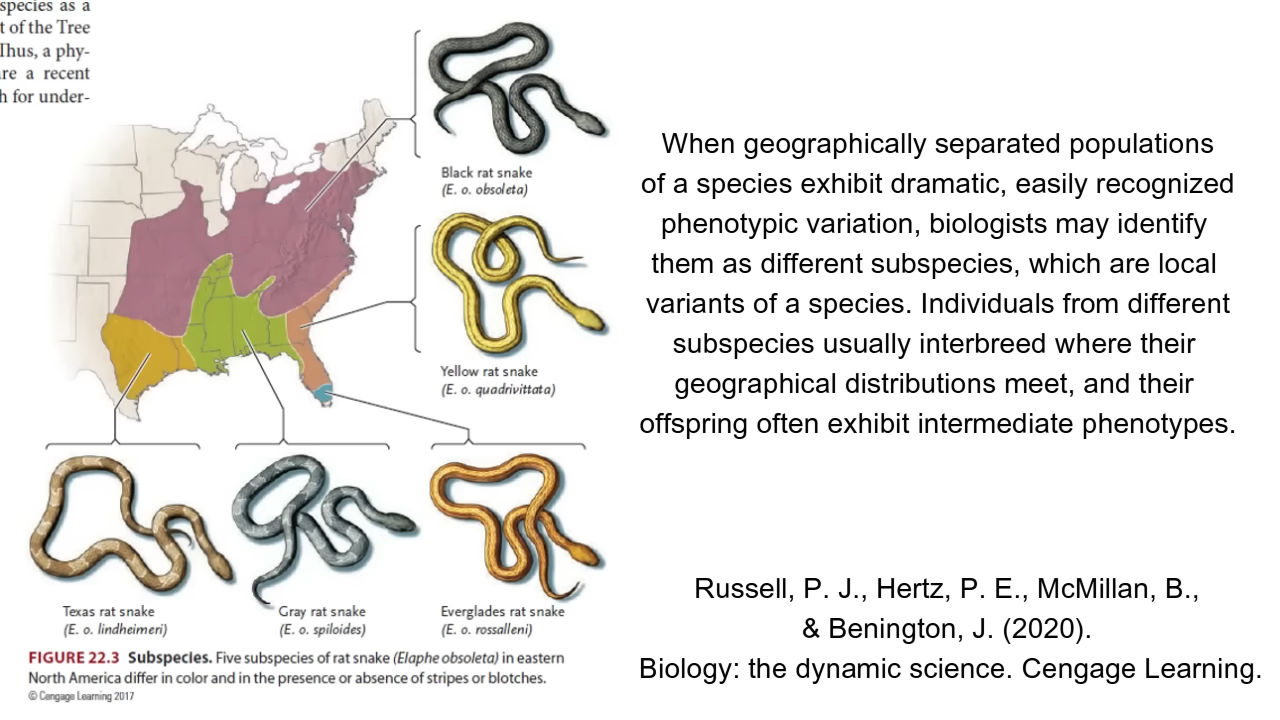 species as a
t of the Tree
Thus, a phy-
are a recent
h for under-
Black rat snake
(E. o. obsoleta)
Yellow rat snake
(E. o. quadrivittata)
Texas rat snake
(E. o. lindheimeri)
Gray rat snake
(E. o. spiloides)
Everglades rat snake
(E. o. rossalleni)
FIGURE 22.3 Subspecies. Five subspecies of rat snake (Elaphe obsoleta) in eastern
North America differ in color and in the presence or absence of stripes or blotches.
© Cengage Learning 2017
When geographically separated populations
of a species exhibit dramatic, easily recognized
phenotypic variation, biologists may identify
them as different subspecies, which are local
variants of a species. Individuals from different
subspecies usually interbreed where their
geographical distributions meet, and their
offspring often exhibit intermediate phenotypes.
Russell, P. J., Hertz, P. E., McMillan, B.,
& Benington, J. (2020).
Biology: the dynamic science. Cengage Learning.